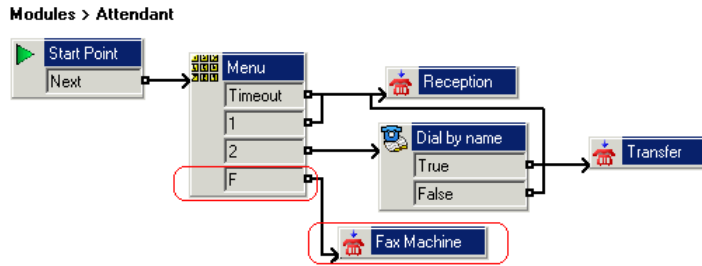 Modules > Attendant
Start Point
Next
Menu
Timeout
1
2
F
Reception
Dial by name
True
False
Transfer
Fax Machine